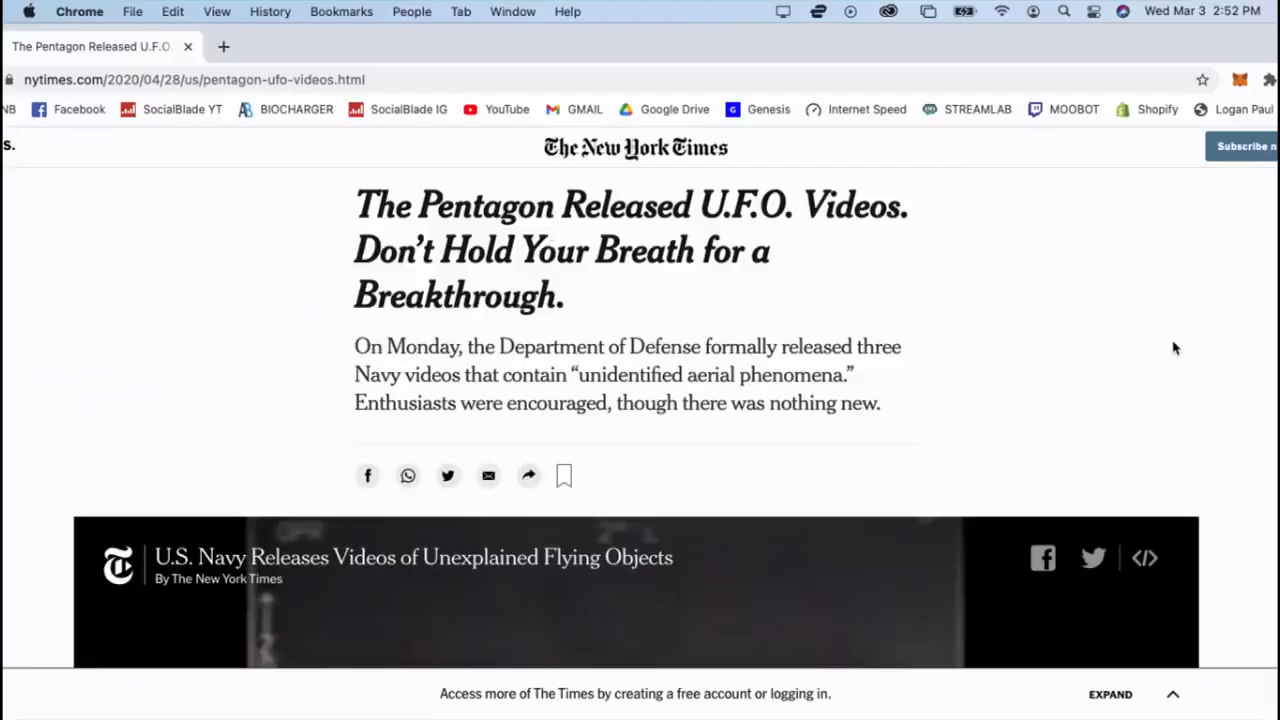 Chrome File Edit View History Bookmarks People Tab Window Help Wed Mar 3 2:52 PM
The Pentagon Released U.F.O.
nytimes.com/2020/04/28/us/pentagon-ufo-videos.html
NB Facebook SocialBlade YT BIOCHARGER SocialBlade IG YouTube GMAIL Google Drive Genesis Internet Speed STREAMLAB MOOBOT Shopify Logan Paul
s. The New York Times Subscribe n
The Pentagon Released U.F.O. Videos.
Don't Hold Your Breath for a
Breakthrough.
On Monday, the Department of Defense formally released three
Navy videos that contain “unidentified aerial phenomena.”
Enthusiasts were encouraged, though there was nothing new.
U.S. Navy Releases Videos of Unexplained Flying Objects
By The New York Times
Access more of The Times by creating a free account or logging in. EXPAND